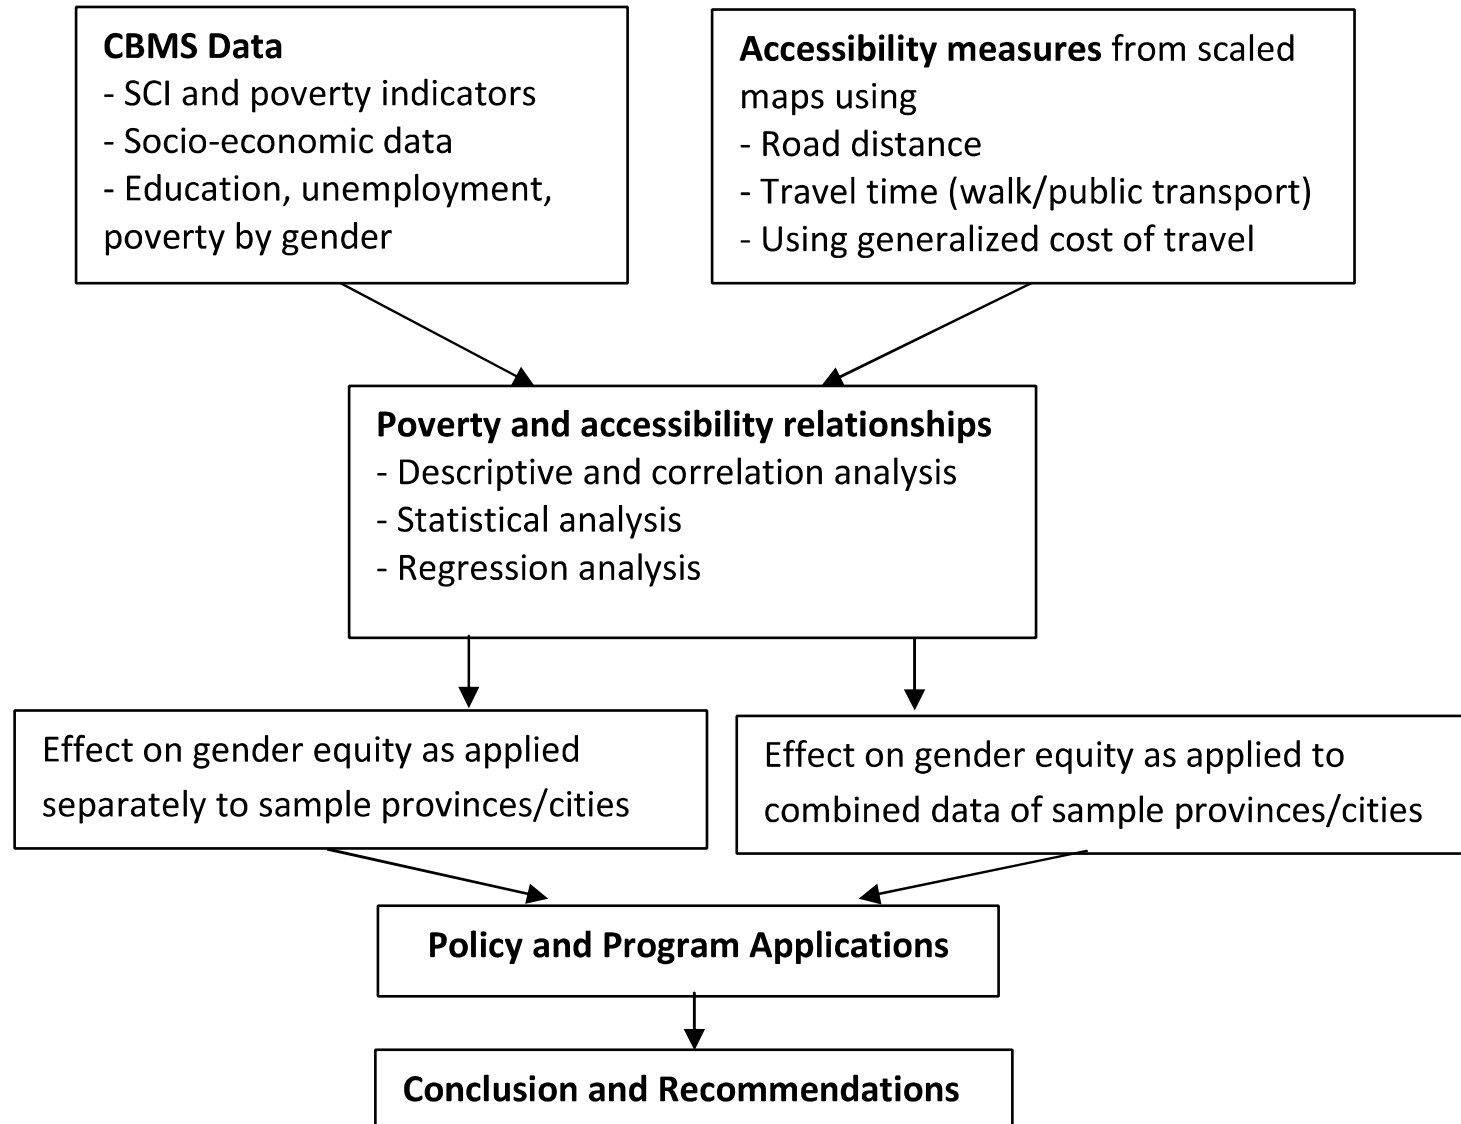 CBMS Data
- SCI and poverty indicators
- Socio-economic data
- Education, unemployment,
poverty by gender
Accessibility measures from scaled
maps using
- Road distance
- Travel time (walk/public transport)
- Using generalized cost of travel
Poverty and accessibility relationships
- Descriptive and correlation analysis
- Statistical analysis
- Regression analysis
Effect on gender equity as applied
separately to sample provinces/cities
Effect on gender equity as applied to
combined data of sample provinces/cities
Policy and Program Applications
Conclusion and Recommendations